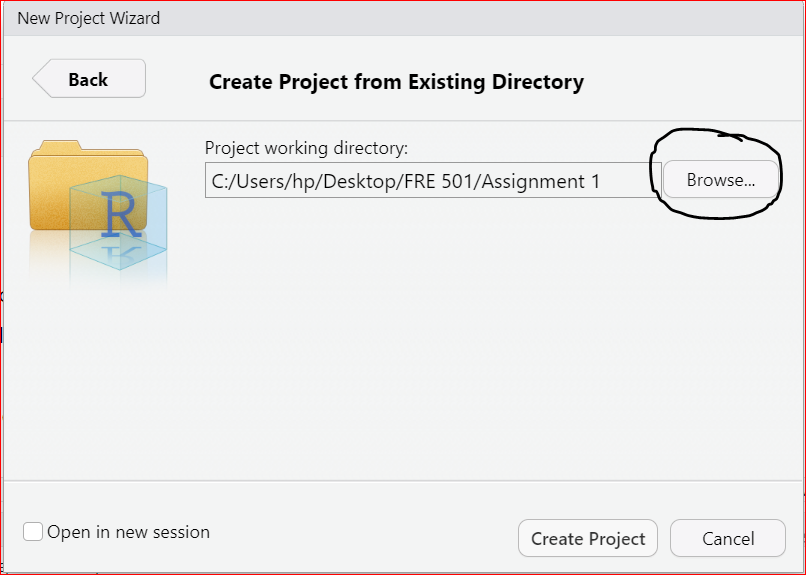 New Project Wizard
Back
Create Project from Existing Directory
Project working directory:
C:/Users/hp/Desktop/FRE 501/Assignment 1
Browse...
R
Open in new session
Create Project
Cancel